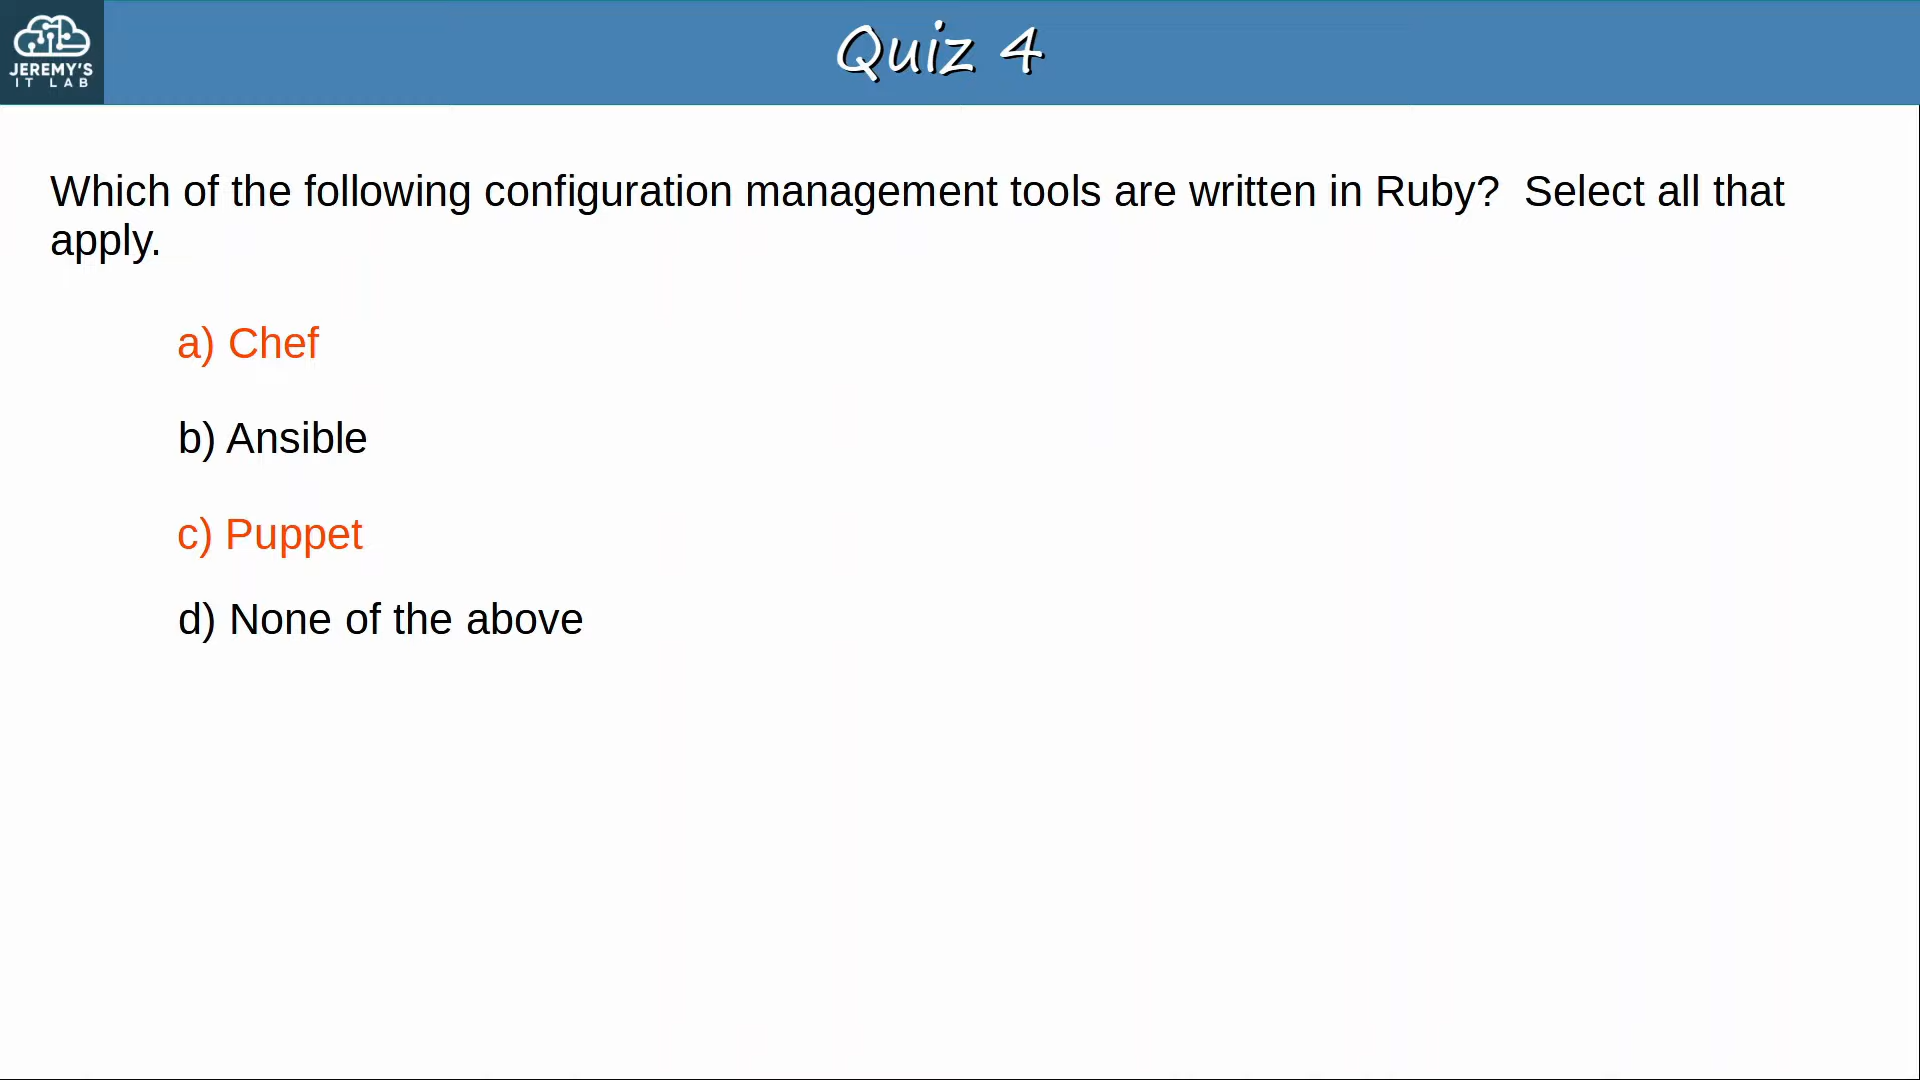 JEREMY'S
IT LAB
Quiz 4
Which of the following configuration management tools are written in Ruby?  Select all that
apply.
a) Chef
b) Ansible
c) Puppet
d) None of the above